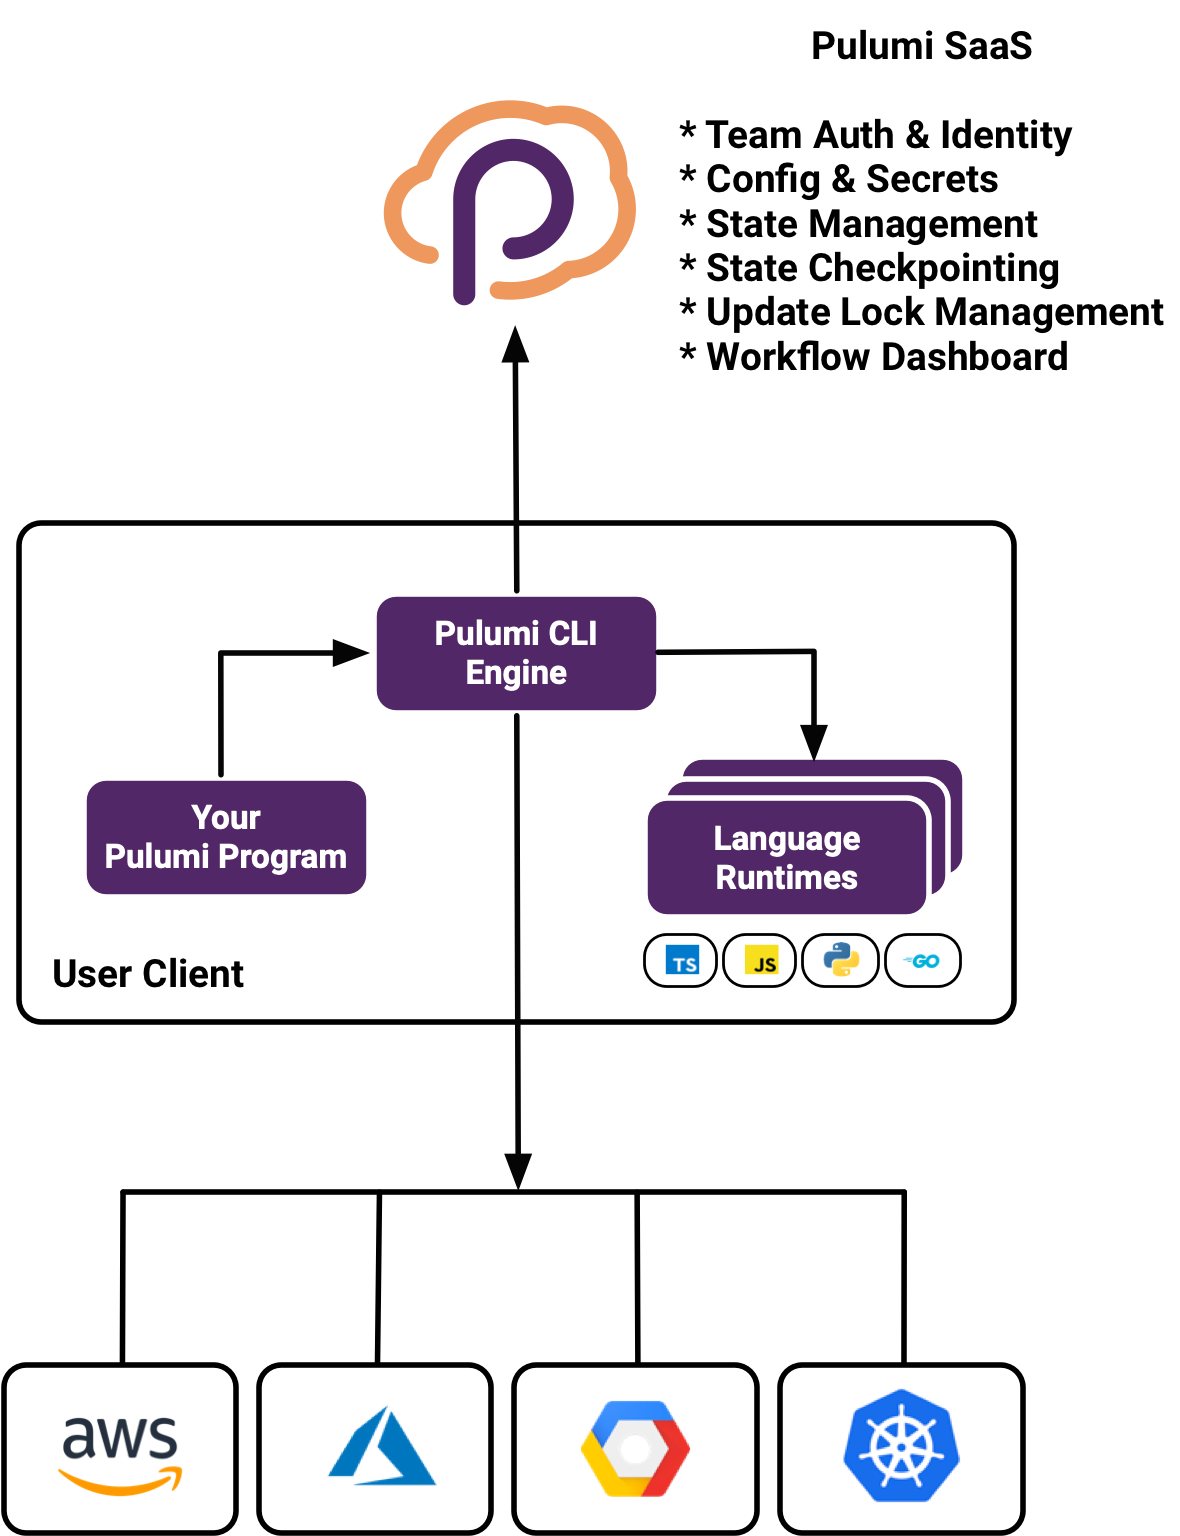 Pulumi SaaS
* Team Auth & Identity
* Config & Secrets
* State Management
* State Checkpointing
* Update Lock Management
* Workflow Dashboard
Pulumi CLI
Engine
Your
Pulumi Program
Language
Runtimes
TS
JS
GO
User Client
aws